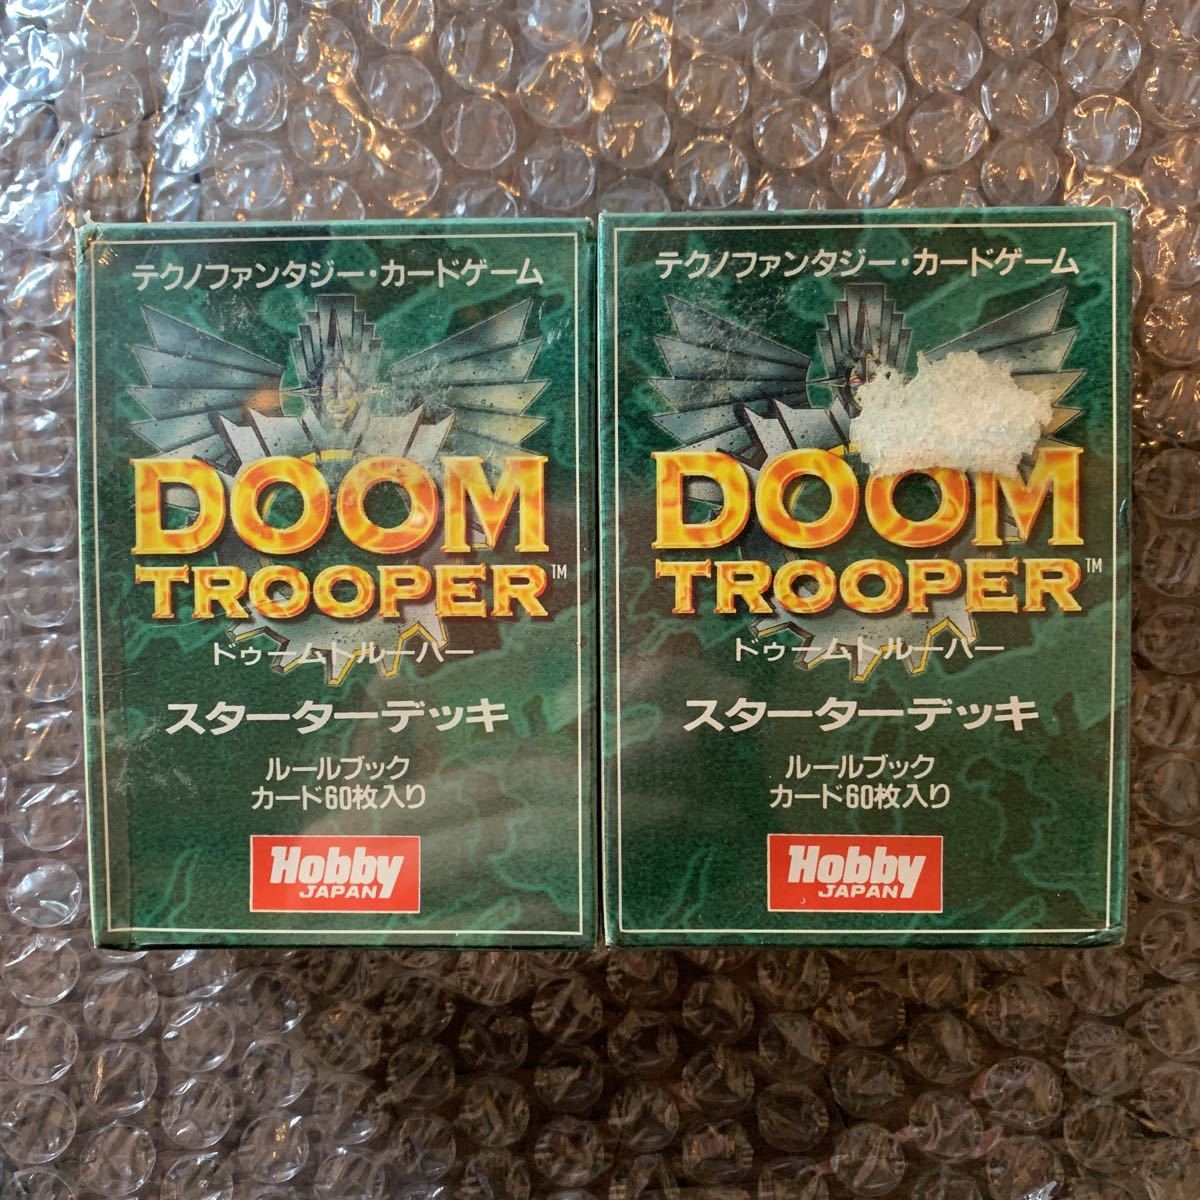 テクノファンタジー・カードゲーム
DOOM
TROOPER™
ドゥームトルーパー
スターターデッキ
ルールブック
カード60枚入り
Hobby
JAPAN
テクノファンタジー・カードゲーム
DOOM
TROOPER™
ドゥームトルーパー
スターターデッキ
ルールブック
カード60枚入り
Hobby
JAPAN